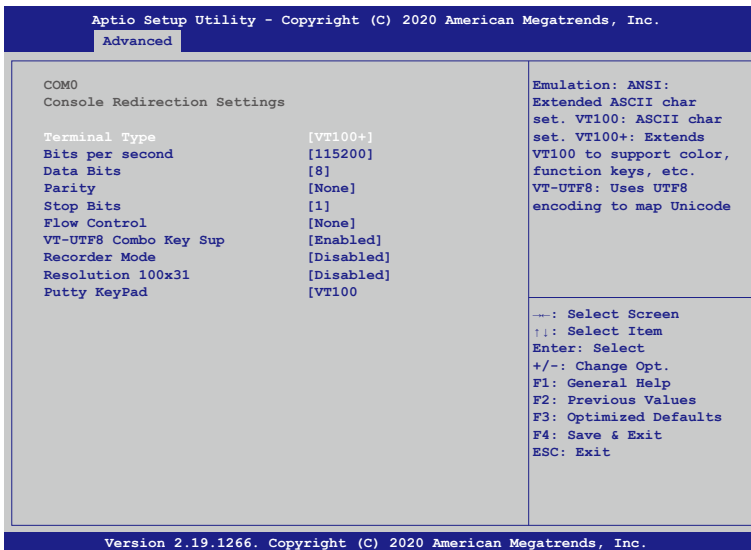 Aptio Setup Utility - Copyright (C) 2020 American Megatrends, Inc.
Advanced
COM0
Console Redirection Settings
Terminal Type [VT100+]
Bits per second [115200]
Data Bits [8]
Parity [None]
Stop Bits [1]
Flow Control [None]
VT-UTF8 Combo Key Sup [Enabled]
Recorder Mode [Disabled]
Resolution 100x31 [Disabled]
Putty KeyPad [VT100
Emulation: ANSI:
Extended ASCII char
set. VT100: ASCII char
set. VT100+: Extends
VT100 to support color,
function keys, etc.
VT-UTF8: Uses UTF8
encoding to map Unicode
→←: Select Screen
↑↓: Select Item
Enter: Select
+/-: Change Opt.
F1: General Help
F2: Previous Values
F3: Optimized Defaults
F4: Save & Exit
ESC: Exit
Version 2.19.1266. Copyright (C) 2020 American Megatrends, Inc.